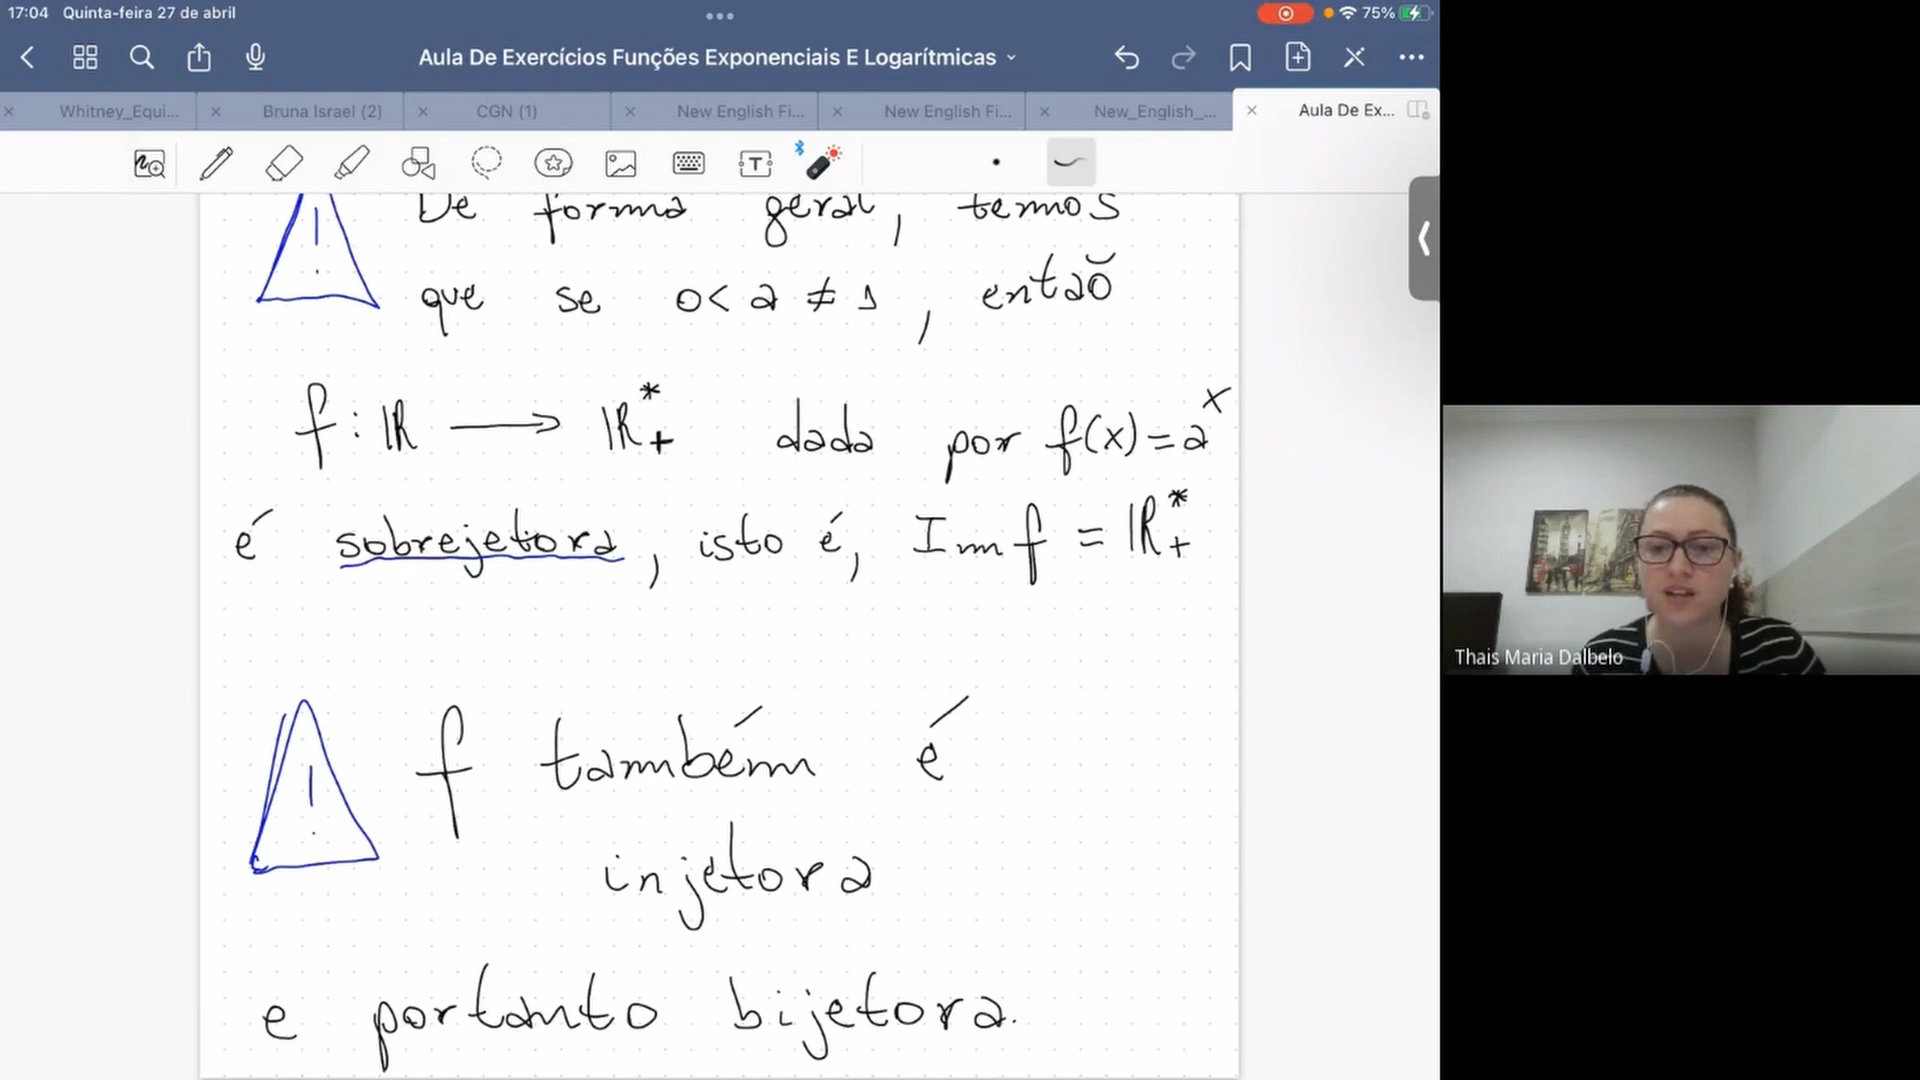 17:04 Quinta-feira 27 de abril
75%
Aula De Exercícios Funções Exponenciais E Logarítmicas
Whitney_Equi...
Bruna Israel (2)
CGN (1)
New English Fi...
New English Fi...
New_English_...
Aula De Ex...
De forma geral, temos
que se 0 < a ≠ 1, então
f: ℝ ⟶ ℝ*₊ dada por f(x) = aˣ
é sobrejetora, isto é, Im f = ℝ*₊
f também é
injetora
e portanto bijetora.
Thais Maria Dalbelo